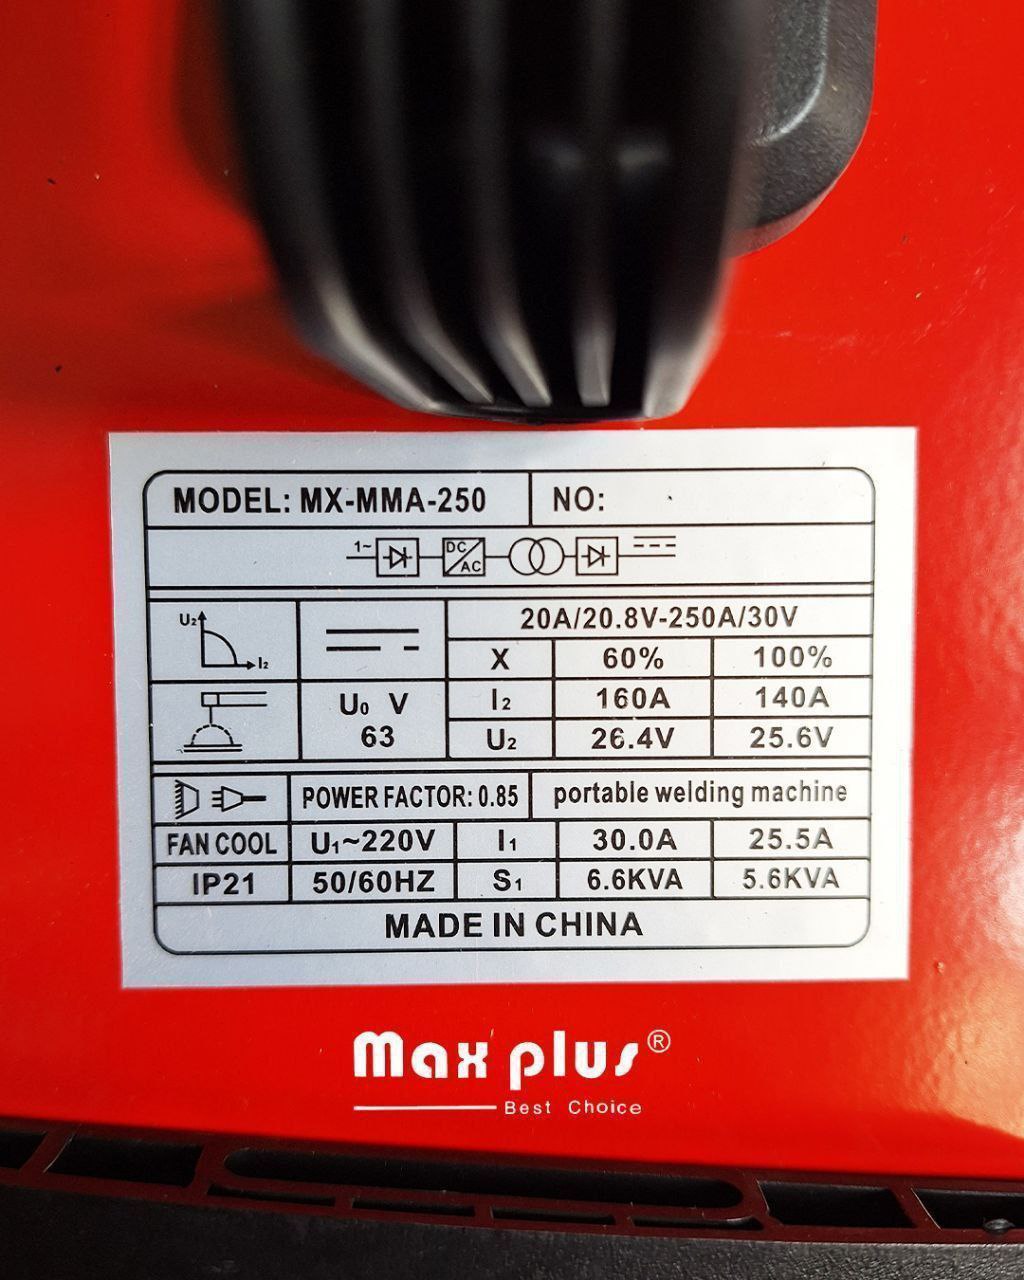 MODEL: MX-MMA-250 NO:
1~ DC/AC
U₂ I₂
20A/20.8V-250A/30V
X 60% 100%
U₀ V I₂ 160A 140A
63 U₂ 26.4V 25.6V
POWER FACTOR: 0.85 portable welding machine
FAN COOL U₁~220V I₁ 30.0A 25.5A
IP21 50/60HZ S₁ 6.6KVA 5.6KVA
MADE IN CHINA
Max plus®
Best Choice